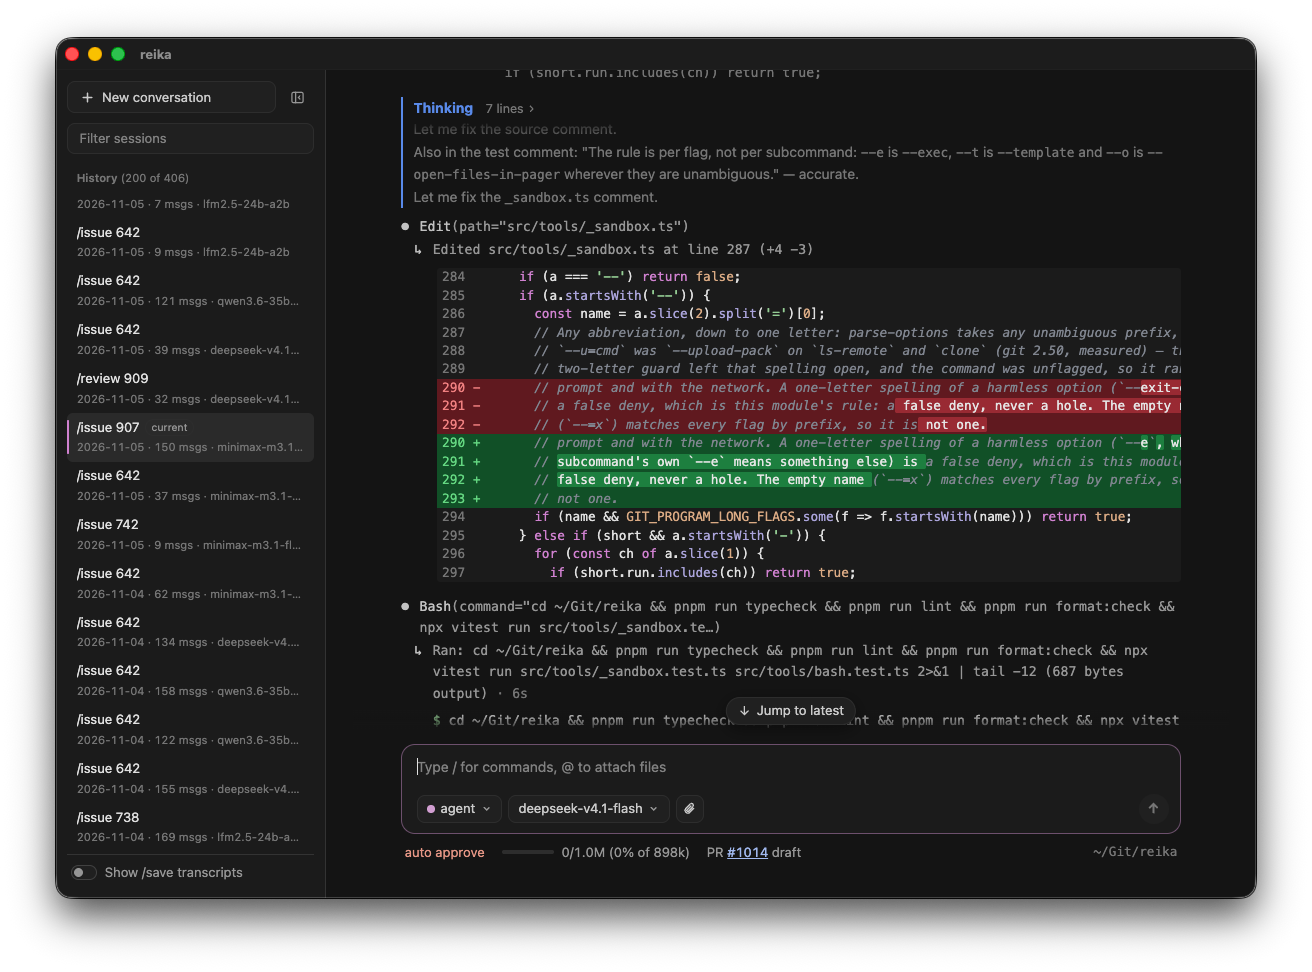 reika
+ New conversation
Filter sessions
History (200 of 406)
2026-11-05 · 7 msgs · lfm2.5-24b-a2b
/issue 642
2026-11-05 · 9 msgs · lfm2.5-24b-a2b
/issue 642
2026-11-05 · 121 msgs · qwen3.6-35b...
/issue 642
2026-11-05 · 39 msgs · deepseek-v4.1...
/review 909
2026-11-05 · 32 msgs · deepseek-v4.1...
/issue 907 current
2026-11-05 · 150 msgs · minimax-m3.1...
/issue 642
2026-11-05 · 37 msgs · minimax-m3.1-...
/issue 742
2026-11-05 · 9 msgs · minimax-m3.1-fl...
/issue 642
2026-11-04 · 62 msgs · minimax-m3.1-...
/issue 642
2026-11-04 · 134 msgs · deepseek-v4....
/issue 642
2026-11-04 · 158 msgs · qwen3.6-35b...
/issue 642
2026-11-04 · 122 msgs · qwen3.6-35b...
/issue 642
2026-11-04 · 155 msgs · deepseek-v4....
/issue 738
2026-11-04 · 169 msgs · lfm2.5-24b-a...
Show /save transcripts
if (short.run.includes(ch)) return true;
Thinking 7 lines ›
Let me fix the source comment.
Also in the test comment: "The rule is per flag, not per subcommand: --e is --exec, --t is --template and --o is --
open-files-in-pager wherever they are unambiguous." — accurate.
Let me fix the _sandbox.ts comment.
● Edit(path="src/tools/_sandbox.ts")
↳ Edited src/tools/_sandbox.ts at line 287 (+4 -3)
284 if (a === '--') return false;
285 if (a.startsWith('--')) {
286 const name = a.slice(2).split('=')[0];
287 // Any abbreviation, down to one letter: parse-options takes any unambiguous prefix,
288 // `--u=cmd` was `--upload-pack` on `ls-remote` and `clone` (git 2.50, measured) — t
289 // two-letter guard left that spelling open, and the command was unflagged, so it ra
290 - // prompt and with the network. A one-letter spelling of a harmless option (`--exit-
291 - // a false deny, which is this module's rule: a false deny, never a hole. The empty
292 - // (`--=x`) matches every flag by prefix, so it is not one.
290 + // prompt and with the network. A one-letter spelling of a harmless option (`--e`, wh
291 + // subcommand's own `--e` means something else) is a false deny, which is this modul
292 + // false deny, never a hole. The empty name (`--=x`) matches every flag by prefix, s
293 + // not one.
294 if (name && GIT_PROGRAM_LONG_FLAGS.some(f => f.startsWith(name))) return true;
295 } else if (short && a.startsWith('-')) {
296 for (const ch of a.slice(1)) {
297 if (short.run.includes(ch)) return true;
● Bash(command="cd ~/Git/reika && pnpm run typecheck && pnpm run lint && pnpm run format:check &&
npx vitest run src/tools/_sandbox.te…)
↳ Ran: cd ~/Git/reika && pnpm run typecheck && pnpm run lint && pnpm run format:check && npx
vitest run src/tools/_sandbox.test.ts src/tools/bash.test.ts 2>&1 | tail -12 (687 bytes
output) · 6s
$ cd ~/Git/reika && pnpm run typecheck int && pnpm run format:check && npx vitest
↓ Jump to latest
Type / for commands, @ to attach files
agent
deepseek-v4.1-flash
auto approve 0/1.0M (0% of 898k) PR #1014 draft ~/Git/reika